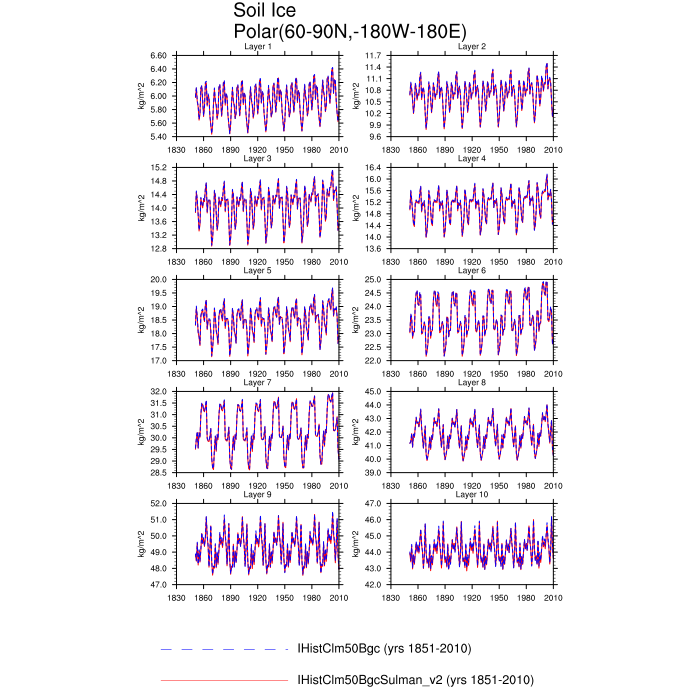 Soil Ice
Polar(60-90N,-180W-180E)
Layer 1
Layer 2
6.60
6.40
6.20
6.00
5.80
5.60
5.40
kg/m^2
1830 1860 1890 1920 1950 1980 2010
11.7
11.4
11.1
10.8
10.5
10.2
9.9
9.6
kg/m^2
1830 1860 1890 1920 1950 1980 2010
Layer 3
Layer 4
15.2
14.8
14.4
14.0
13.6
13.2
12.8
kg/m^2
1830 1860 1890 1920 1950 1980 2010
16.4
16.0
15.6
15.2
14.8
14.4
14.0
13.6
kg/m^2
1830 1860 1890 1920 1950 1980 2010
Layer 5
Layer 6
20.0
19.5
19.0
18.5
18.0
17.5
17.0
kg/m^2
1830 1860 1890 1920 1950 1980 2010
25.0
24.5
24.0
23.5
23.0
22.5
22.0
kg/m^2
1830 1860 1890 1920 1950 1980 2010
Layer 7
Layer 8
32.0
31.5
31.0
30.5
30.0
29.5
29.0
28.5
kg/m^2
1830 1860 1890 1920 1950 1980 2010
45.0
44.0
43.0
42.0
41.0
40.0
39.0
kg/m^2
1830 1860 1890 1920 1950 1980 2010
Layer 9
Layer 10
52.0
51.0
50.0
49.0
48.0
47.0
kg/m^2
1830 1860 1890 1920 1950 1980 2010
47.0
46.0
45.0
44.0
43.0
42.0
kg/m^2
1830 1860 1890 1920 1950 1980 2010
IHistClm50Bgc (yrs 1851-2010)
IHistClm50BgcSulman_v2 (yrs 1851-2010)